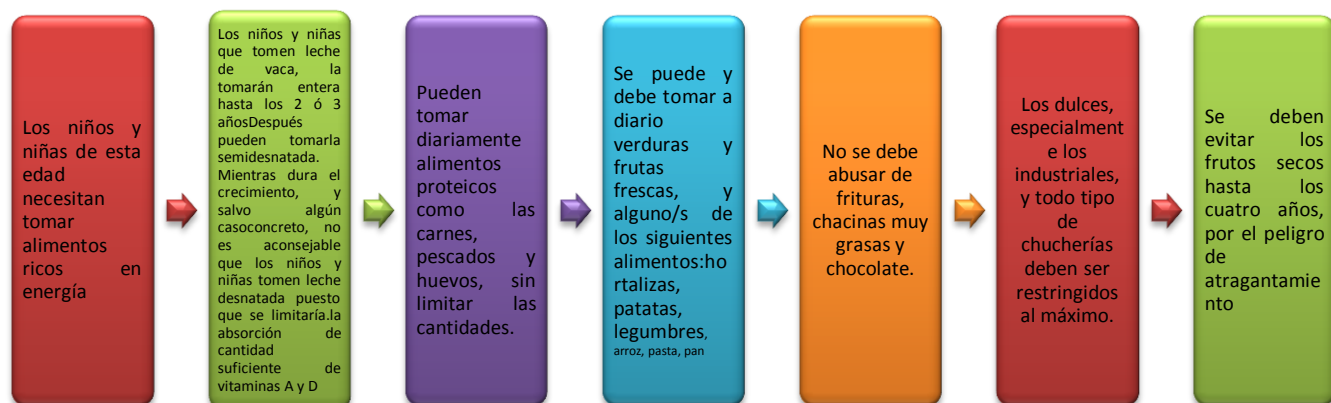 Los niños y
niñas de esta
edad
necesitan
tomar
alimentos
ricos en
energía
Los niños y niñas
que tomen leche
de vaca, la
tomarán entera
hasta los 2 ó 3
añosDespués
pueden tomarla
semidesnatada.
Mientras dura el
crecimiento, y
salvo algún
casoconcreto, no
es aconsejable
que los niños y
niñas tomen leche
desnatada puesto
que se limitaría.la
absorción de
cantidad
suficiente de
vitaminas A y D
Pueden
tomar
diariamente
alimentos
proteicos
como las
carnes,
pescados y
huevos, sin
limitar las
cantidades.
Se puede y
debe tomar a
diario
verduras y
frutas
frescas, y
alguno/s de
los siguientes
alimentos:ho
rtalizas,
patatas,
legumbres,
arroz, pasta, pan
No se debe
abusar de
frituras,
chacinas muy
grasas y
chocolate.
Los dulces,
especialment
e los
industriales,
y todo tipo
de
chucherías
deben ser
restringidos
al máximo.
Se deben
evitar los
frutos secos
hasta los
cuatro años,
por el peligro
de
atragantamie
nto